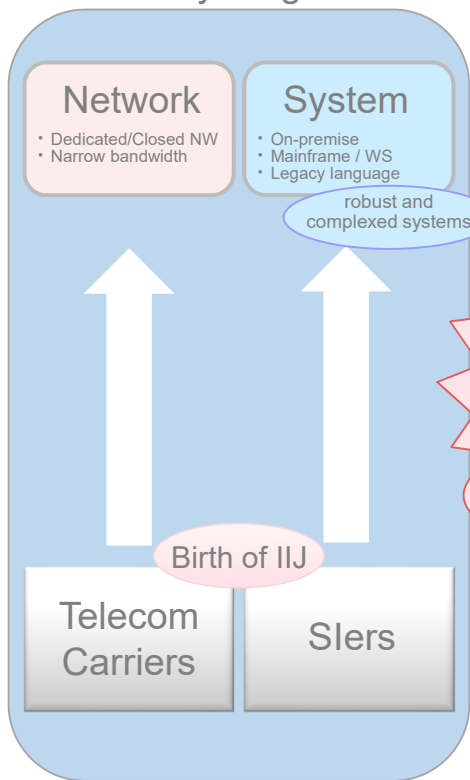 Network
・Dedicated/Closed NW
・Narrow bandwidth
System
・On-premise
・Mainframe / WS
・Legacy language
robust and
complexed systems
Birth of IIJ
Telecom
Carriers
SIers